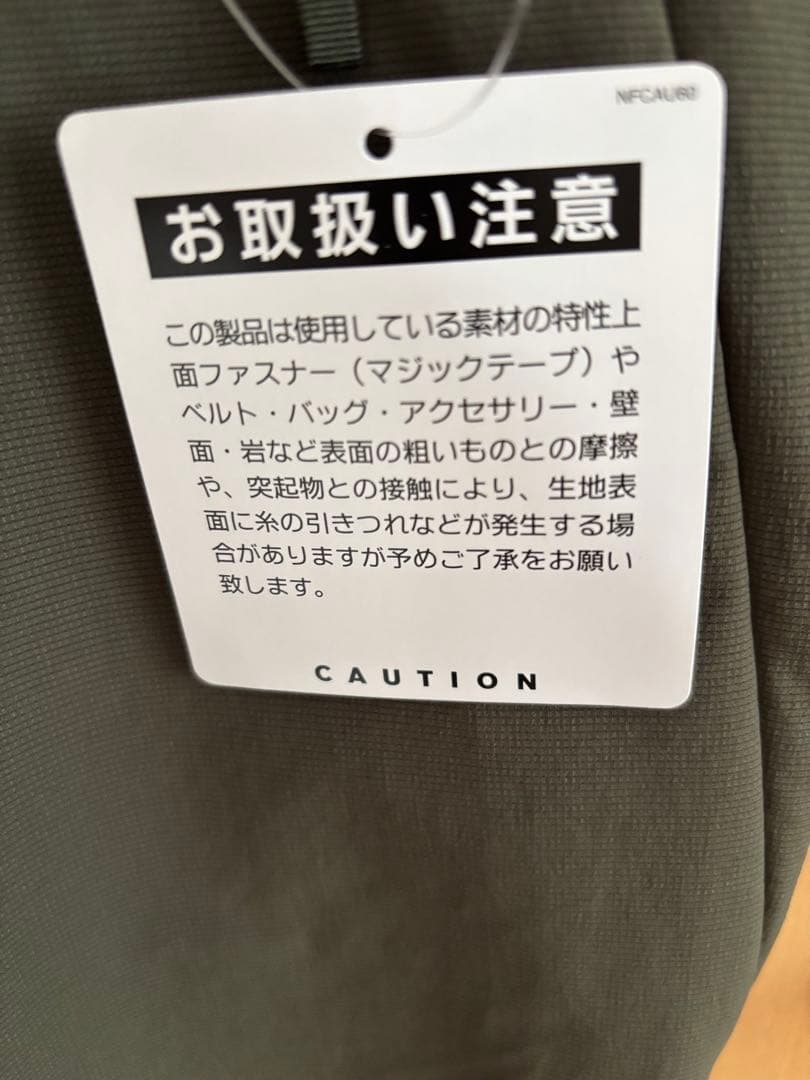 NFCAU60
お取扱い注意
この製品は使用している素材の特性上
面ファスナー（マジックテープ）や
ベルト・バッグ・アクセサリー・壁
面・岩など表面の粗いものとの摩擦
や、突起物との接触により、生地表
面に糸の引きつれなどが発生する場
合がありますが予めご了承をお願い
致します。
CAUTION